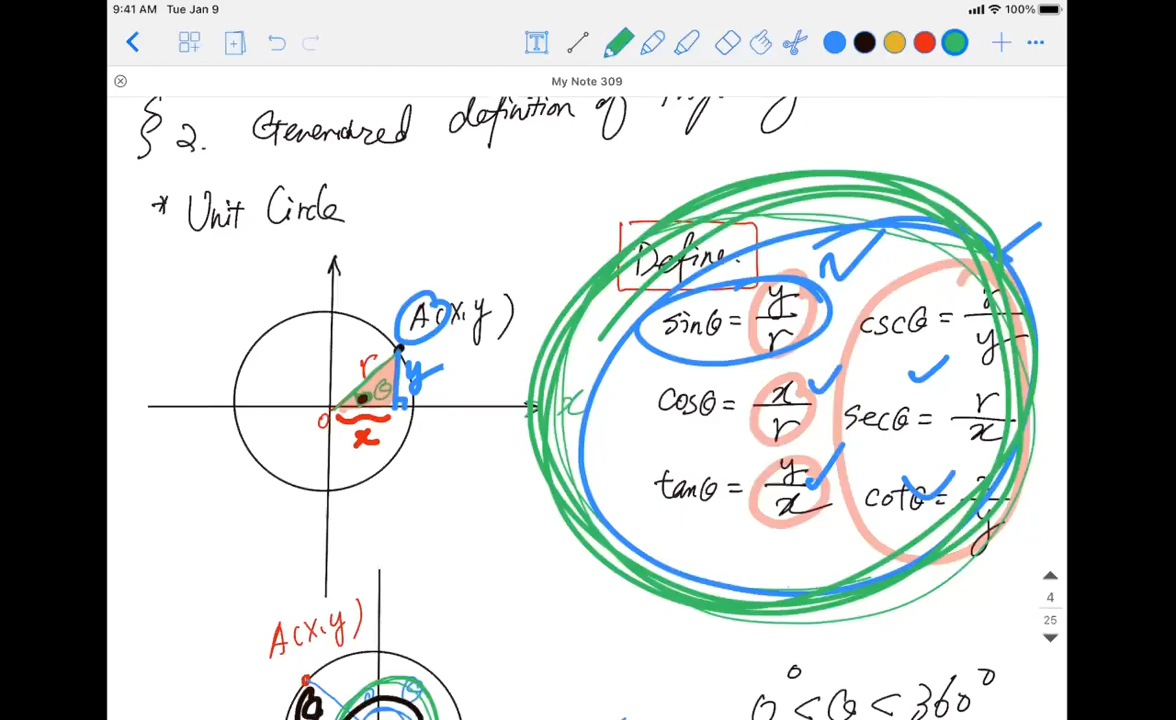 9:41 AM Tue Jan 9
100%
T
My Note 309
§ 2. Generalized definition of
* Unit Circle
Define.
A(x,y)
r
θ
y
O
x
x
sinθ = y/r
cscθ = r/y
cosθ = x/r
secθ = r/x
tanθ = y/x
cotθ = x/y
4
25
A(x,y)
0° < θ < 360°